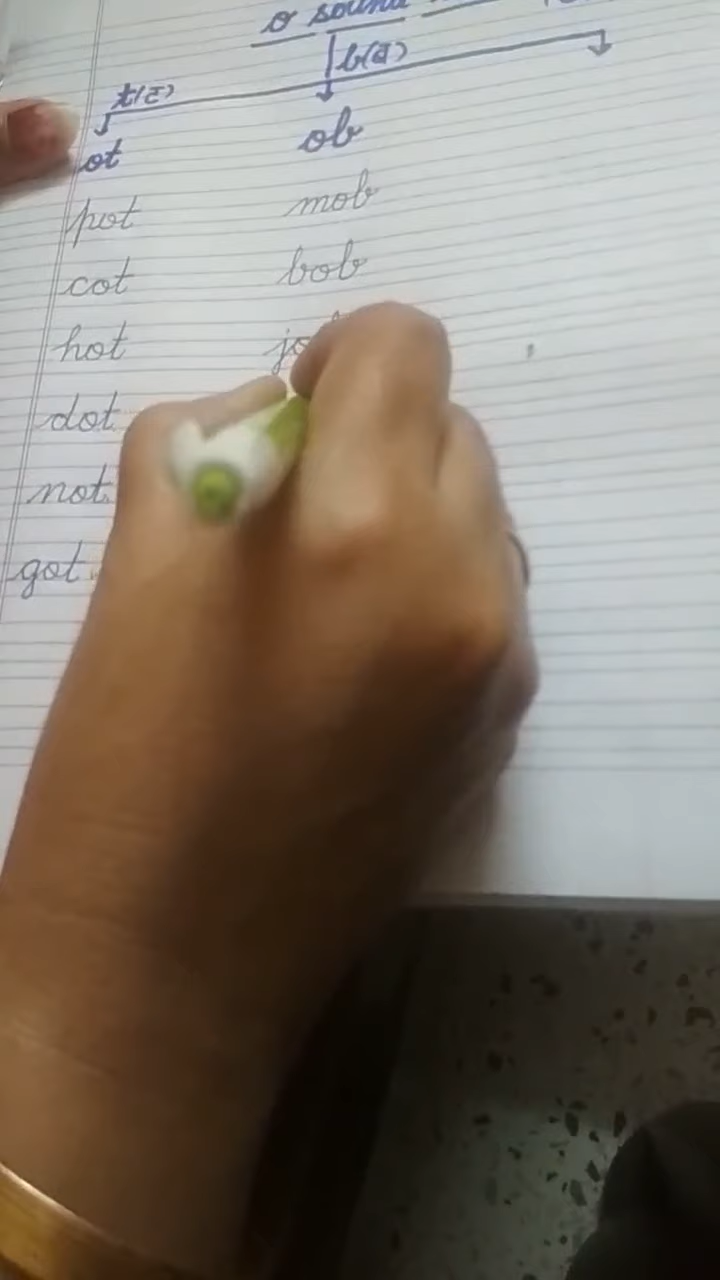 o sound
t(ट) b(ब)
ot ob
pot mob
cot bob
hot
dot
not
got